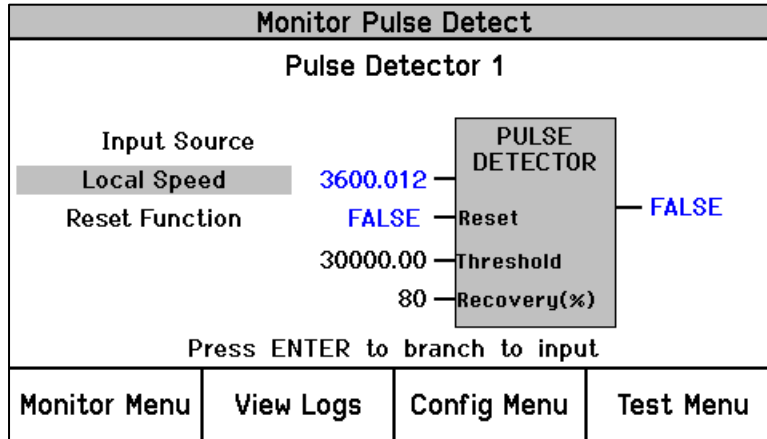 Monitor Pulse Detect
Pulse Detector 1
Input Source
PULSE
DETECTOR
Local Speed 3600.012
FALSE
Reset Function FALSE Reset
30000.00 Threshold
80 Recovery(%)
Press ENTER to branch to input
Monitor Menu View Logs Config Menu Test Menu